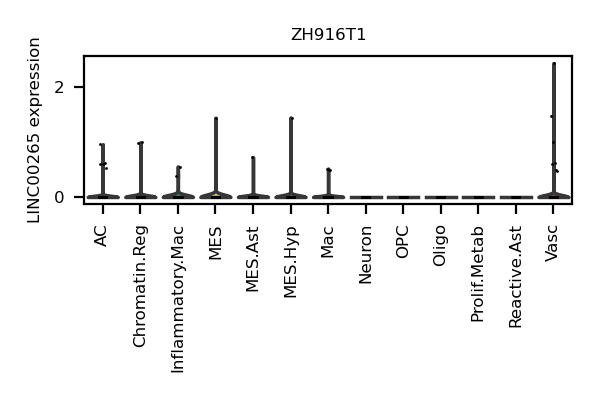 ZH916T1
LINC00265 expression
2
0
AC
Chromatin.Reg
Inflammatory.Mac
MES
MES.Ast
MES.Hyp
Mac
Neuron
OPC
Oligo
Prolif.Metab
Reactive.Ast
Vasc